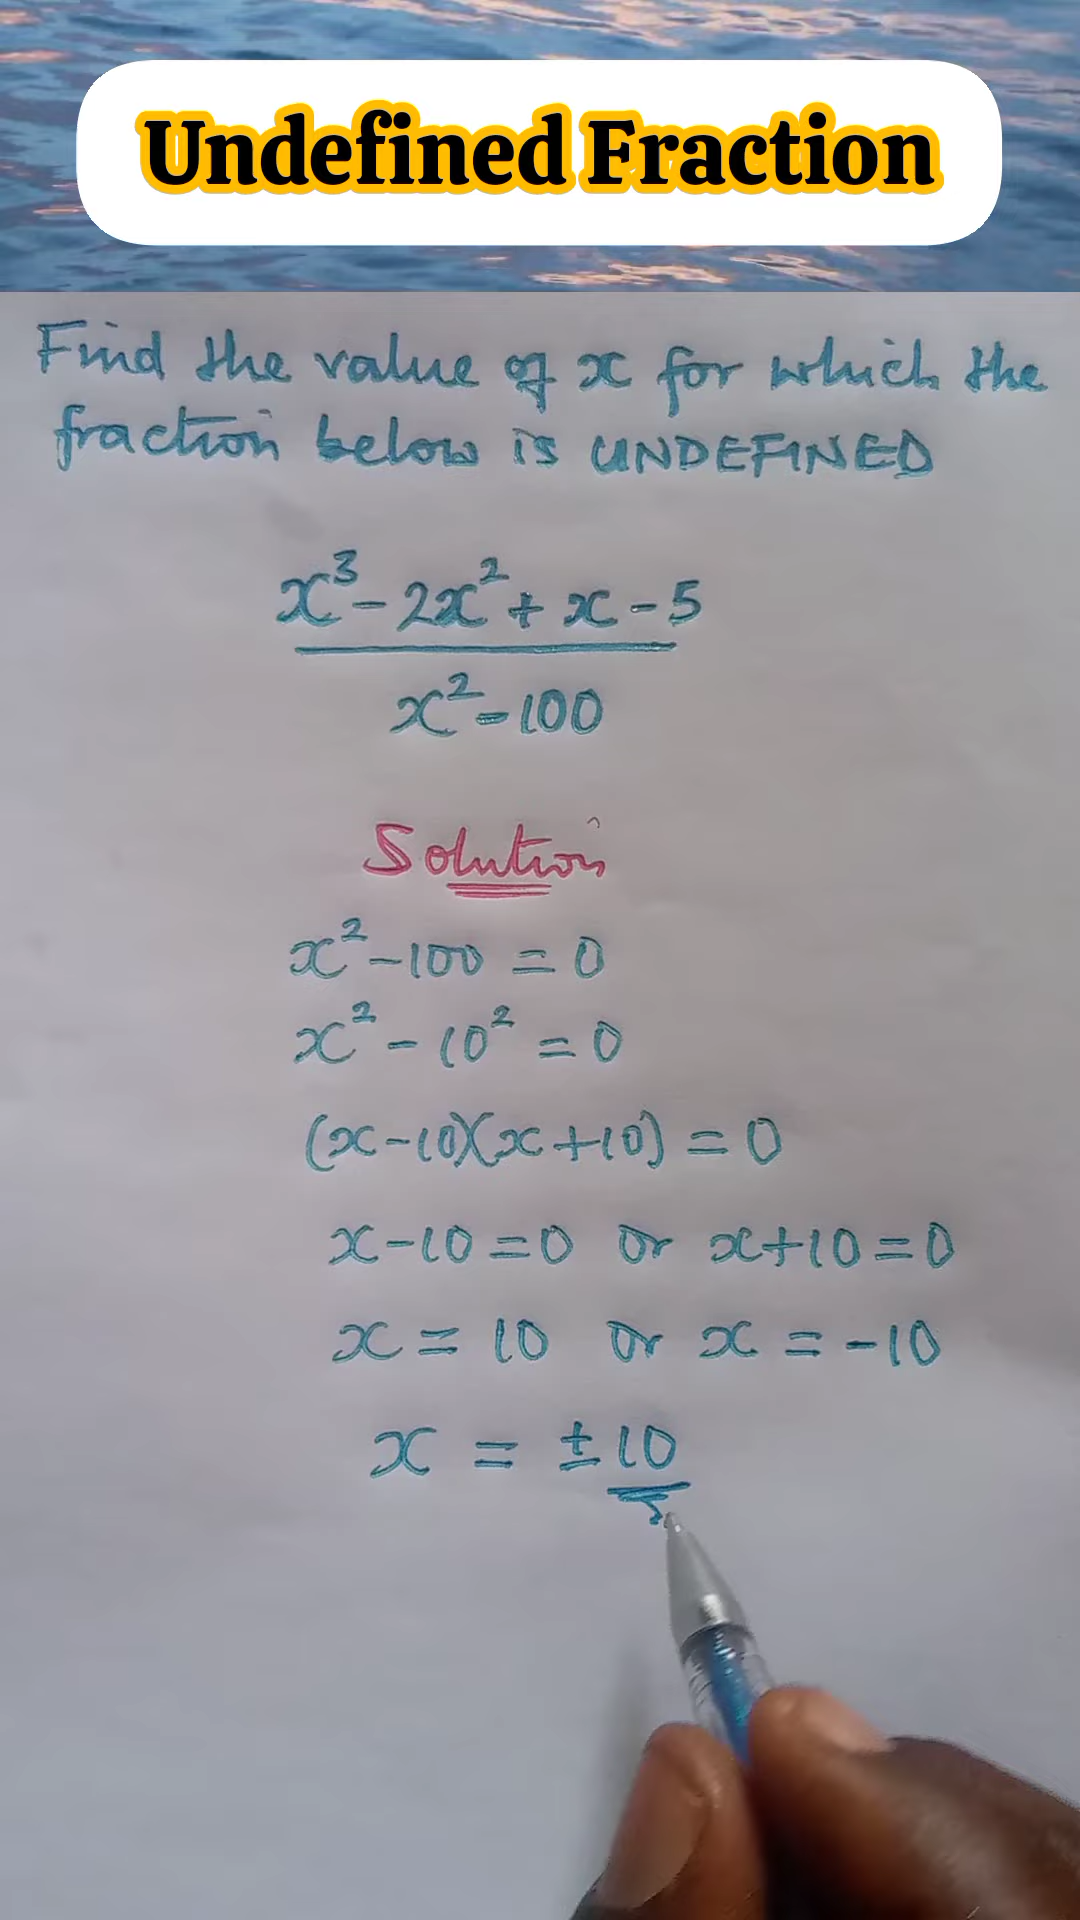 Undefined Fraction
Find the value of x for which the
fraction below is UNDEFINED
x³ - 2x² + x - 5
x² - 100
Solution
x² - 100 = 0
x² - 10² = 0
(x - 10)(x + 10) = 0
x - 10 = 0 or x + 10 = 0
x = 10 or x = -10
x = ± 10